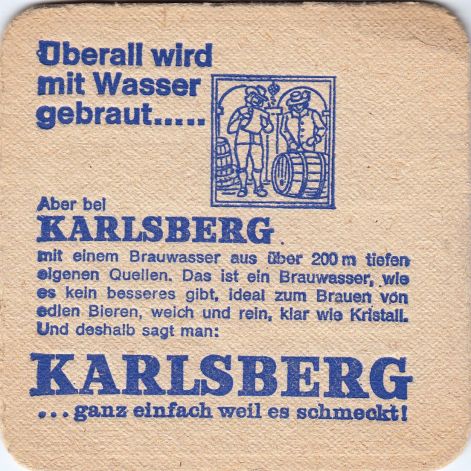 Überall wird
mit Wasser
gebraut.....
Aber bei
KARLSBERG
mit einem Brauwasser aus über 200 m tiefen
eigenen Quellen. Das ist ein Brauwasser, wie
es kein besseres gibt, ideal zum Brauen von
edlen Bieren, weich und rein, klar wie Kristall.
Und deshalb sagt man:
KARLSBERG
...ganz einfach weil es schmeckt!